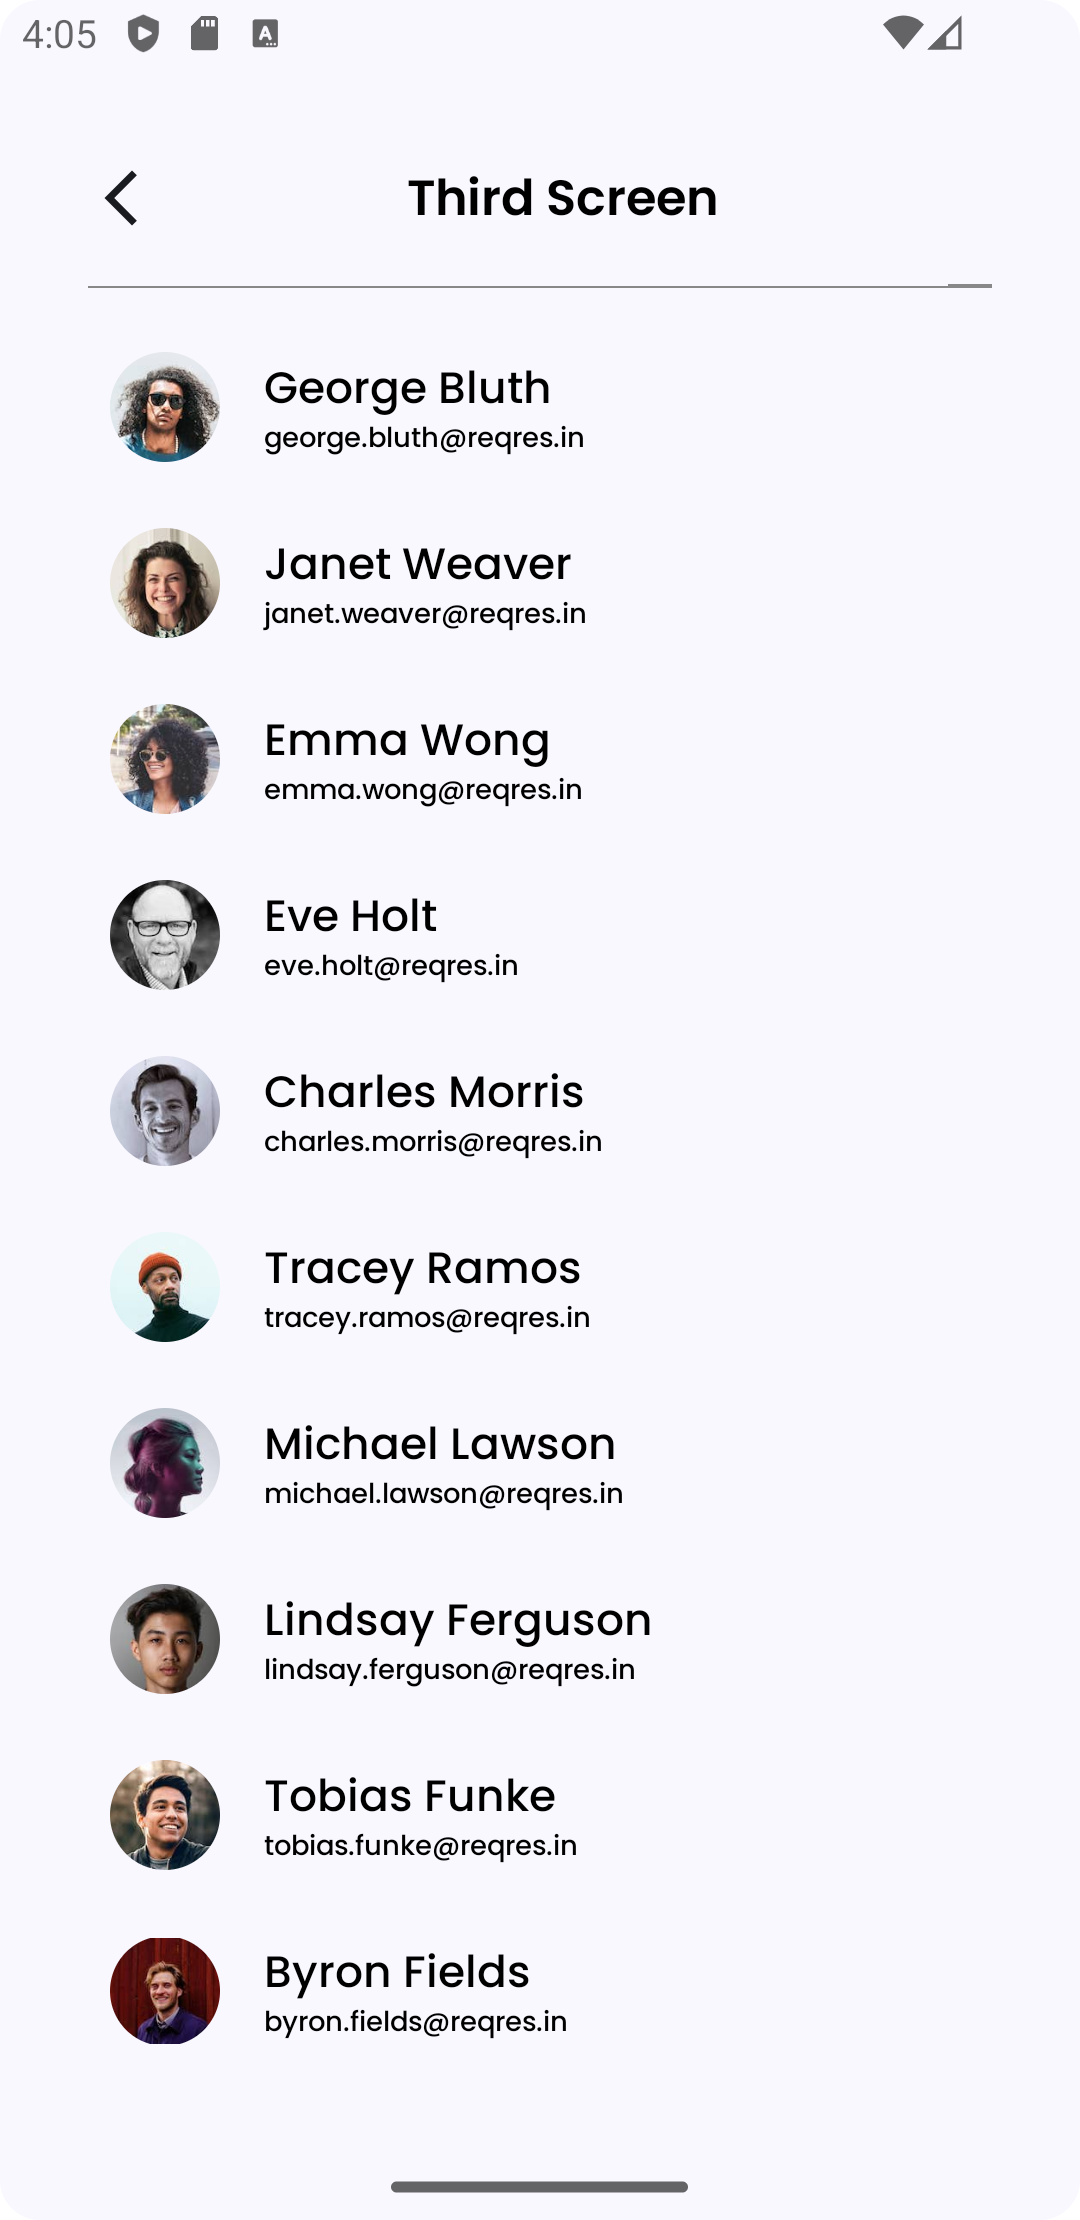 4:05
A
Third Screen
George Bluth
george.bluth@reqres.in
Janet Weaver
janet.weaver@reqres.in
Emma Wong
emma.wong@reqres.in
Eve Holt
eve.holt@reqres.in
Charles Morris
charles.morris@reqres.in
Tracey Ramos
tracey.ramos@reqres.in
Michael Lawson
michael.lawson@reqres.in
Lindsay Ferguson
lindsay.ferguson@reqres.in
Tobias Funke
tobias.funke@reqres.in
Byron Fields
byron.fields@reqres.in